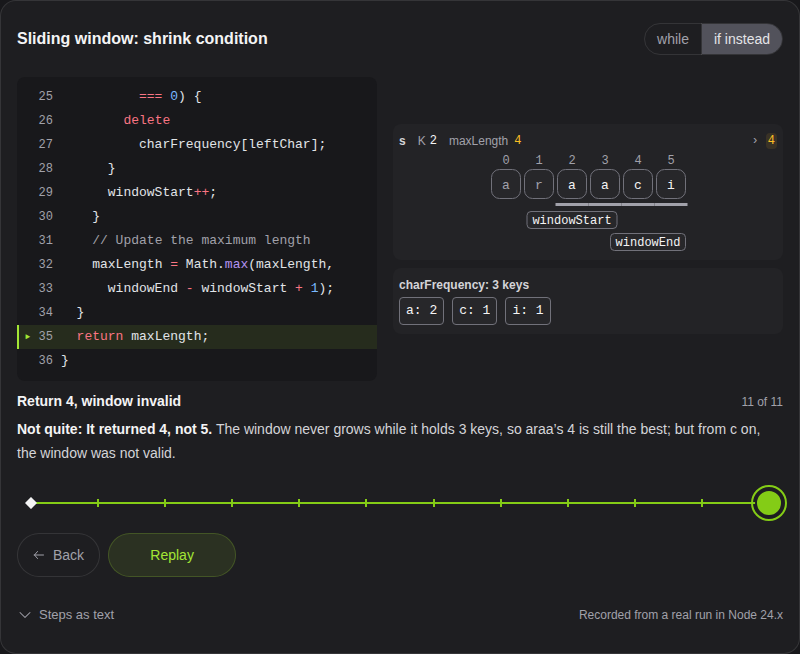 Sliding window: shrink condition
while if instead
25 === 0) {
26 delete
27 charFrequency[leftChar];
28 }
29 windowStart++;
30 }
31 // Update the maximum length
32 maxLength = Math.max(maxLength,
33 windowEnd - windowStart + 1);
34 }
▸ 35 return maxLength;
36 }
s K 2 maxLength 4 › 4
0 1 2 3 4 5
a r a a c i
windowStart
windowEnd
charFrequency: 3 keys
a: 2 c: 1 i: 1
Return 4, window invalid
11 of 11
Not quite: It returned 4, not 5. The window never grows while it holds 3 keys, so araa’s 4 is still the best; but from c on,
the window was not valid.
← Back
Replay
Steps as text
Recorded from a real run in Node 24.x